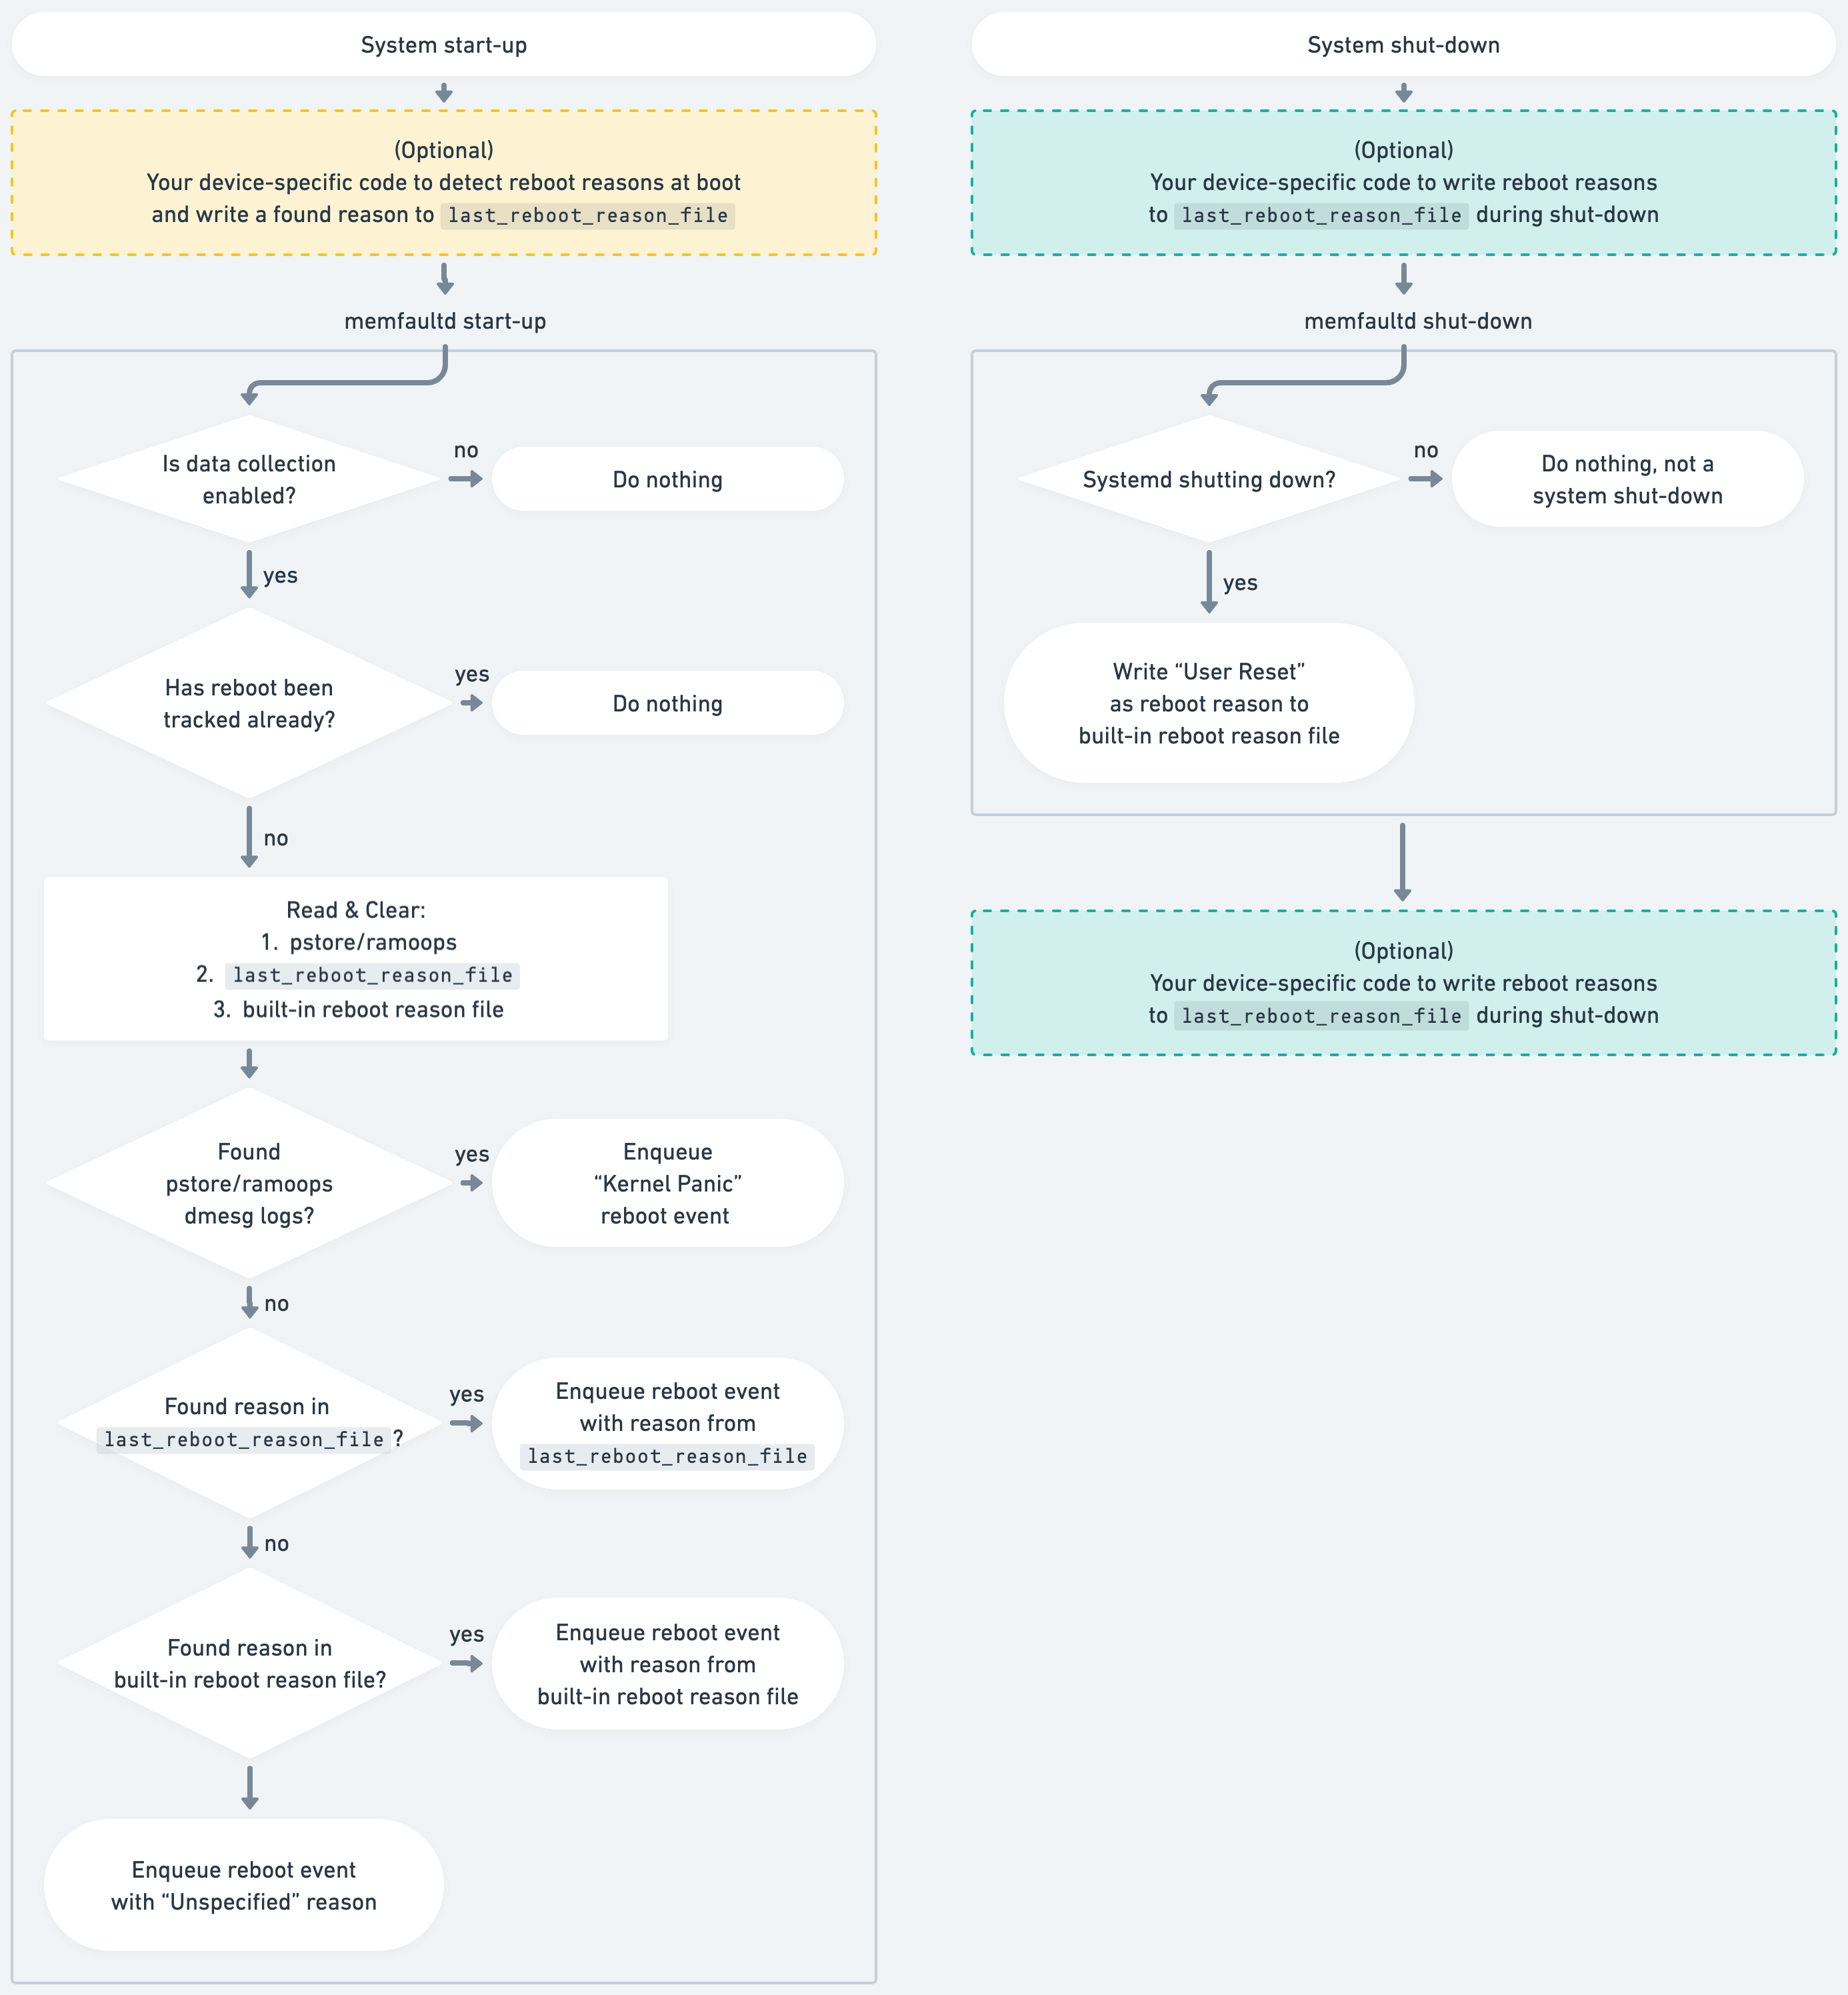 System start-up
(Optional)
Your device-specific code to detect reboot reasons at boot
and write a found reason to last_reboot_reason_file
memfaultd start-up
Is data collection
enabled?
no
Do nothing
yes
Has reboot been
tracked already?
yes
Do nothing
no
Read & Clear:
1. pstore/ramoops
2. last_reboot_reason_file
3. built-in reboot reason file
Found
pstore/ramoops
dmesg logs?
yes
Enqueue
“Kernel Panic”
reboot event
no
Found reason in
last_reboot_reason_file?
yes
Enqueue reboot event
with reason from
last_reboot_reason_file
no
Found reason in
built-in reboot reason file?
yes
Enqueue reboot event
with reason from
built-in reboot reason file
Enqueue reboot event
with “Unspecified” reason
System shut-down
(Optional)
Your device-specific code to write reboot reasons
to last_reboot_reason_file during shut-down
memfaultd shut-down
Systemd shutting down?
no
Do nothing, not a
system shut-down
yes
Write “User Reset”
as reboot reason to
built-in reboot reason file
(Optional)
Your device-specific code to write reboot reasons
to last_reboot_reason_file during shut-down